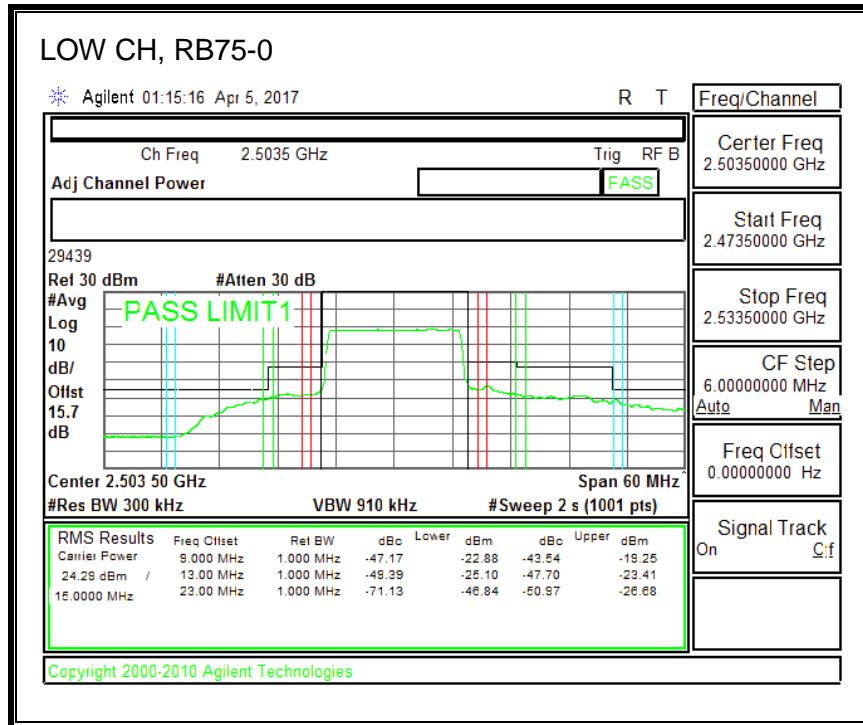 LOW CH, RB75-0
Agilent 01:15:16 Apr 5, 2017 R T
Freq/Channel
Center Freq
2.50350000 GHz
Start Freq
2.47350000 GHz
Stop Freq
2.53350000 GHz
CF Step
6.00000000 MHz
Auto Man
Freq Offset
0.00000000 Hz
Signal Track
On Off
Ch Freq 2.5035 GHz Trig RF B
Adj Channel Power PASS
29439
Ref 30 dBm #Atten 30 dB
#Avg
Log
10
dB/
Offst
15.7
dB
PASS LIMIT1
Center 2.503 50 GHz Span 60 MHz
#Res BW 300 kHz VBW 910 kHz #Sweep 2 s (1001 pts)
RMS Results Freq Offset Ref BW dBc Lower dBm dBc Upper dBm
Carrier Power 9.000 MHz 1.000 MHz -47.17 -22.88 -43.54 -19.25
24.29 dBm / 13.00 MHz 1.000 MHz -49.39 -25.10 -47.70 -23.41
15.0000 MHz 23.00 MHz 1.000 MHz -71.13 -46.84 -50.97 -26.68
Copyright 2000-2010 Agilent Technologies